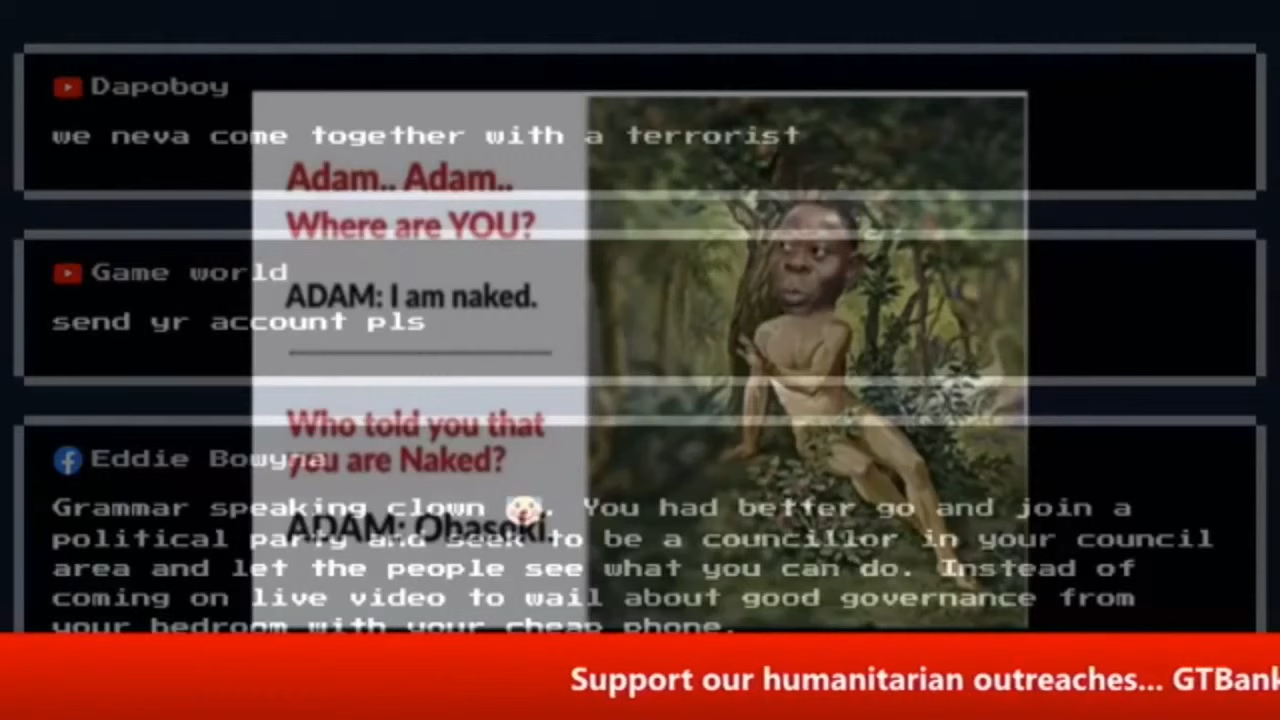 Dapoboy
we neva come together with a terrorist
Adam.. Adam..
Where are YOU?
Game world
ADAM: I am naked.
send yr account pls
Who told you that
you are Naked?
Eddie Bowyna
ADAM: Obaseki.
Grammar speaking clown 🤡. You had better go and join a
political party and seek to be a councillor in your council
area and let the people see what you can do. Instead of
coming on live video to wail about good governance from
your bedroom with your cheap phone.
Support our humanitarian outreaches... GTBank